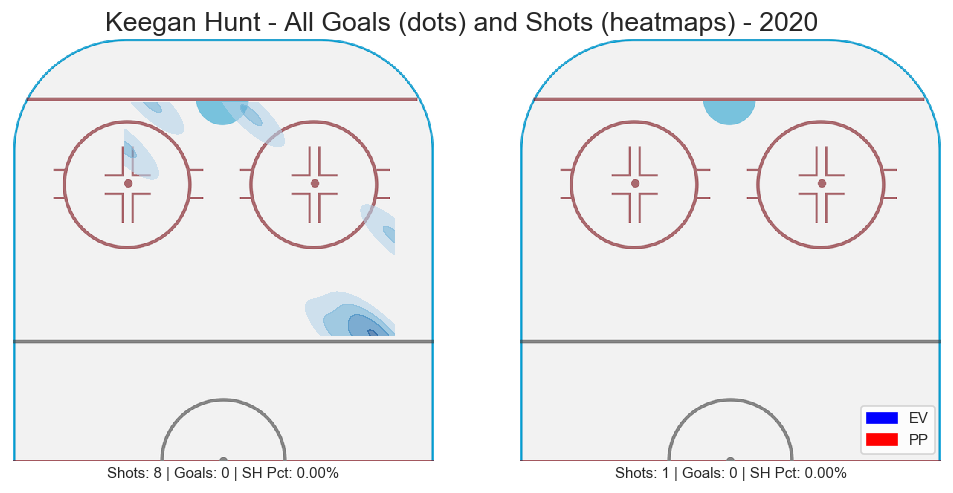 Keegan Hunt - All Goals (dots) and Shots (heatmaps) - 2020
EV
PP
Shots: 8 | Goals: 0 | SH Pct: 0.00%
Shots: 1 | Goals: 0 | SH Pct: 0.00%